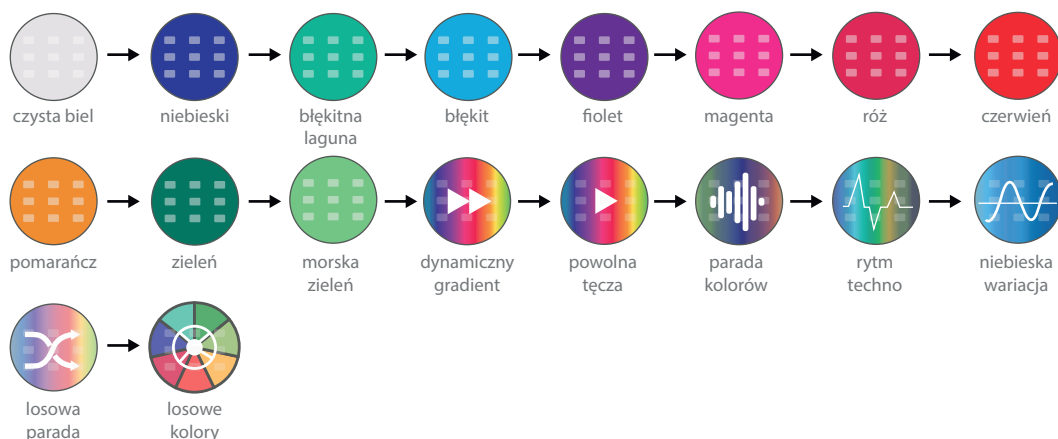 czysta biel
niebieski
błękitna
laguna
błękit
fiolet
magenta
róż
czerwień
pomarańcz
zieleń
morska
zieleń
dynamiczny
gradient
powolna
tęcza
parada
kolorów
rytm
techno
niebieska
wariacja
losowa
parada
losowe
kolory